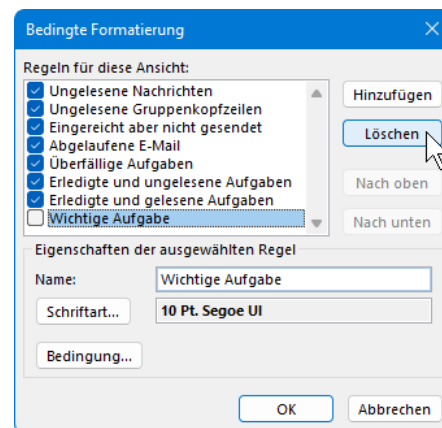 Bedingte Formatierung
Regeln für diese Ansicht:
Ungelesene Nachrichten
Ungelesene Gruppenkopfzeilen
Eingereicht aber nicht gesendet
Abgelaufene E-Mail
Überfällige Aufgaben
Erledigte und ungelesene Aufgaben
Erledigte und gelesene Aufgaben
Wichtige Aufgabe
Hinzufügen
Löschen
Nach oben
Nach unten
Eigenschaften der ausgewählten Regel
Name: Wichtige Aufgabe
Schriftart... 10 Pt. Segoe UI
Bedingung...
OK Abbrechen